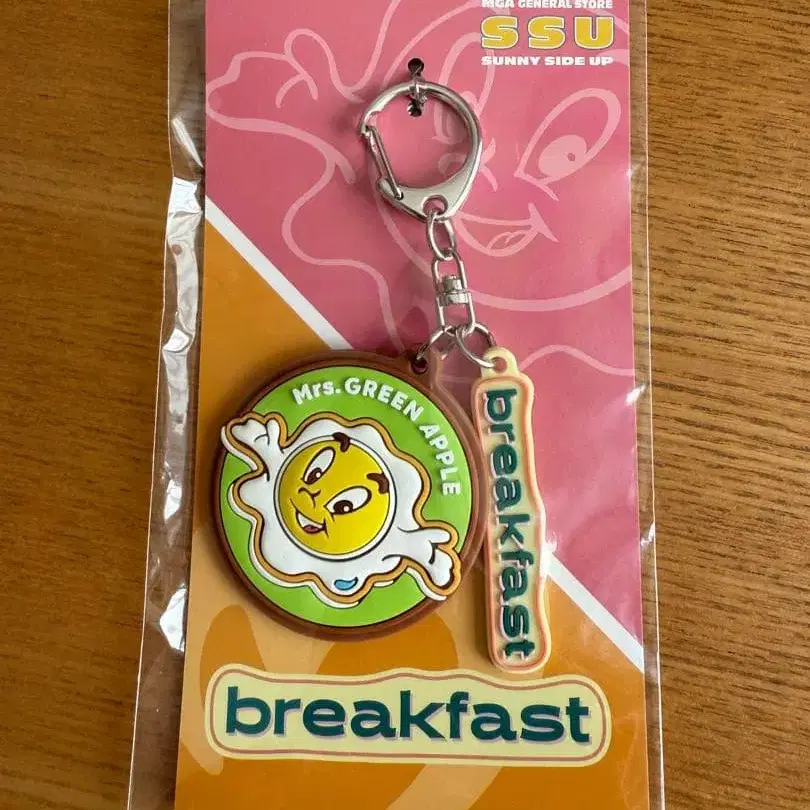 MGA GENERAL STORE
SSU
SUNNY SIDE UP
Mrs. GREEN APPLE
breakfast
breakfast